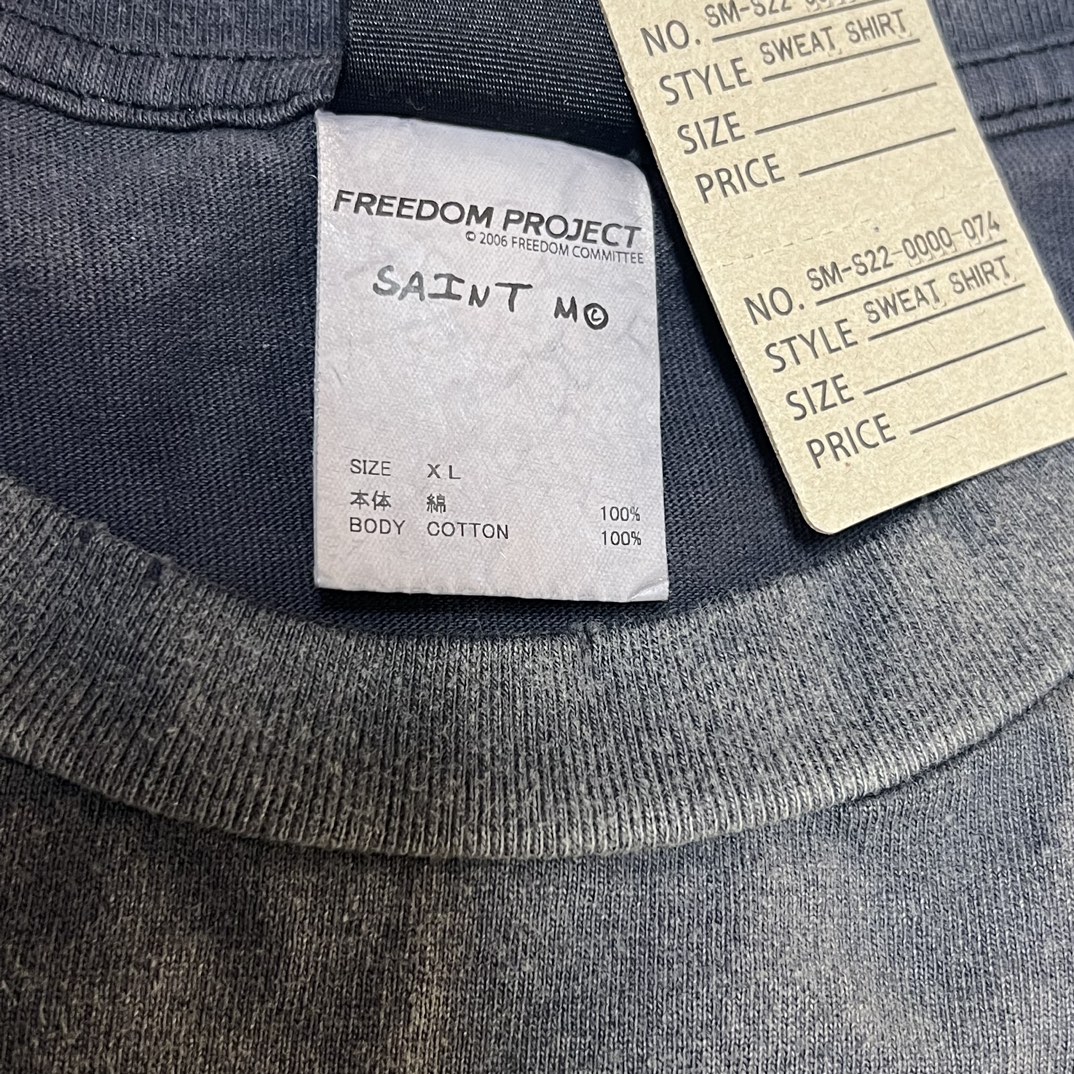 FREEDOM PROJECT
© 2006 FREEDOM COMMITTEE
SAINT M©
SIZE XL
本体 綿 100%
BODY COTTON 100%
NO. SM-S22
STYLE SWEAT SHIRT
SIZE
PRICE
NO. SM-S22-0000-074
STYLE SWEAT SHIRT
SIZE
PRICE